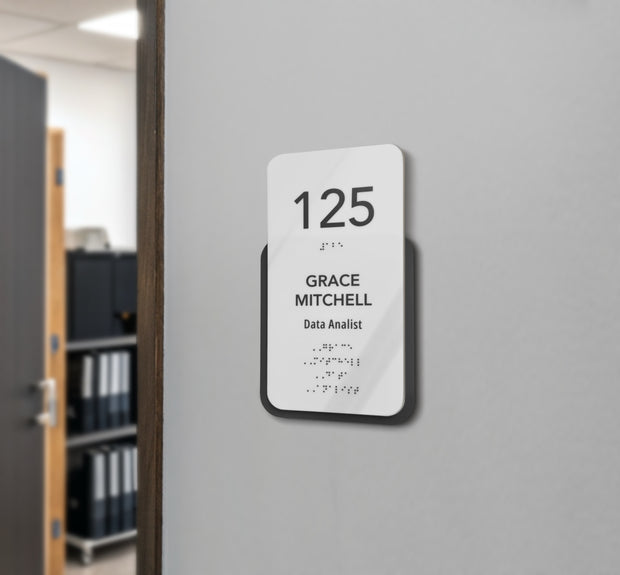 125
⠼⠁⠃⠑
GRACE
MITCHELL
Data Analist